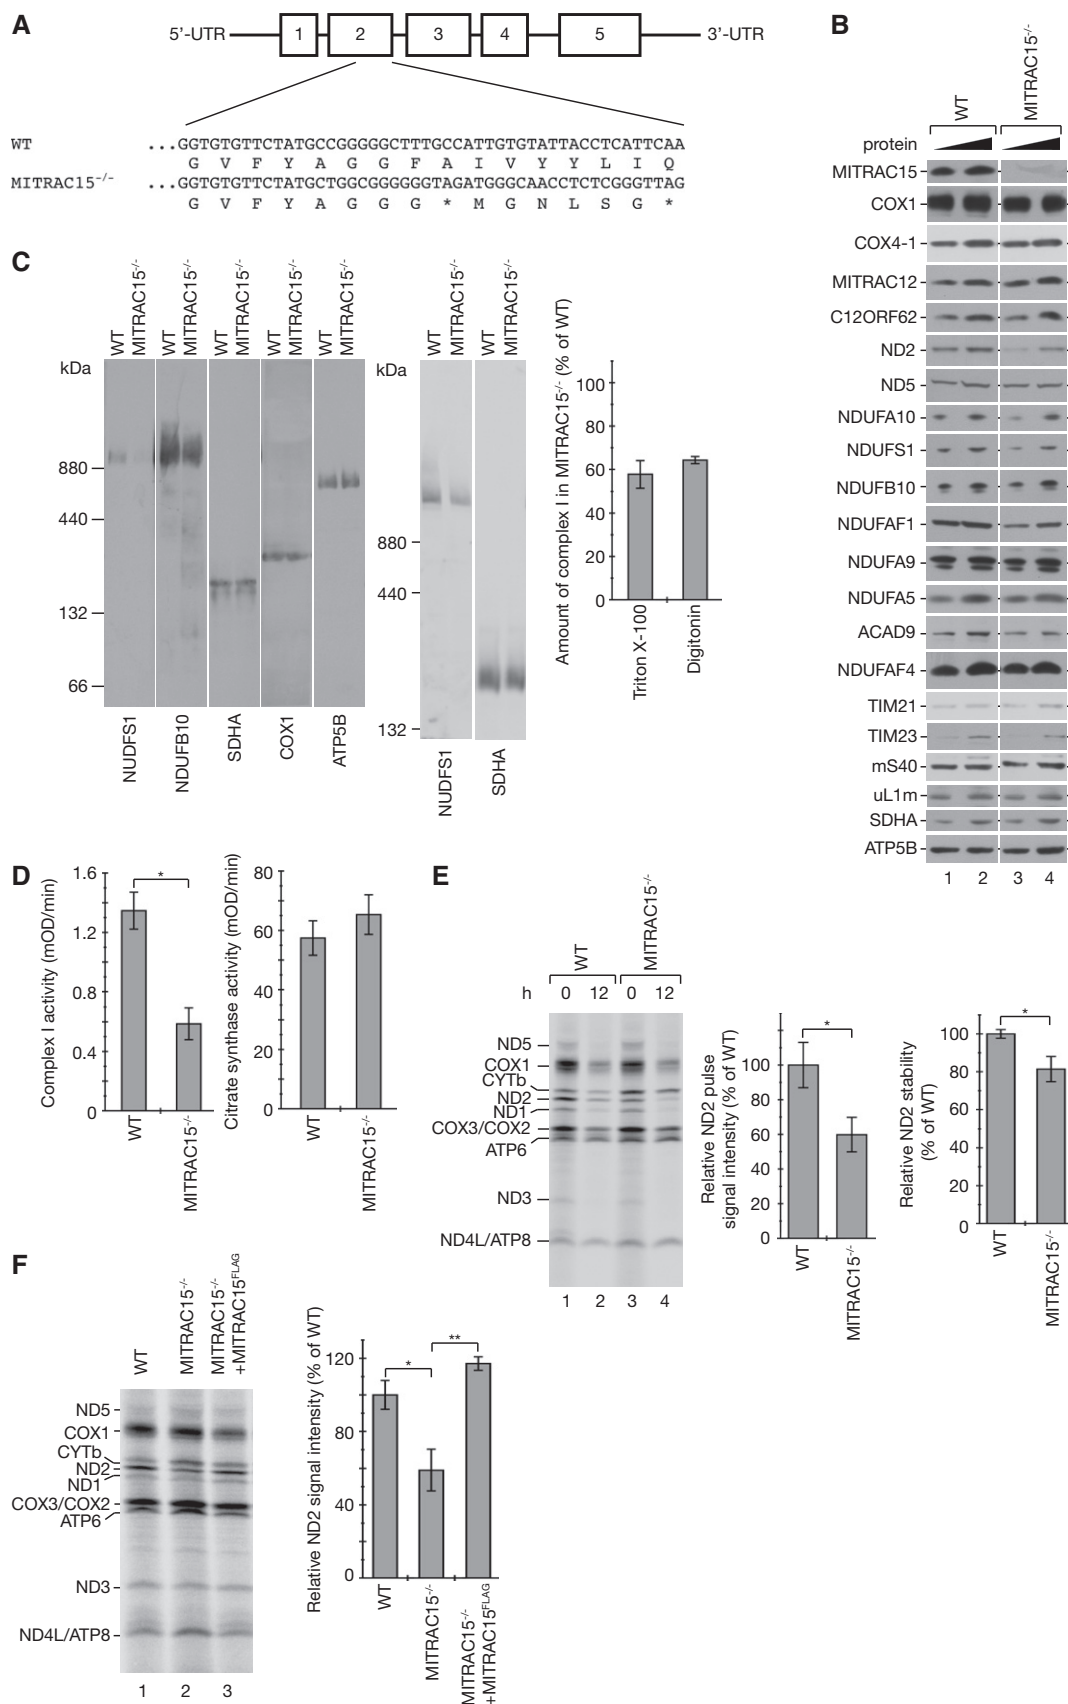 A
5'-UTR 1 2 3 4 5 3'-UTR
WT ...GGTGTGTTCTATGCCGGGGGCTTTGCCATTGTGTATTACCTCATTCAA
G V F Y A G G F A I V Y Y L I Q
MITRAC15-/- ...GGTGTGTTCTATGCTGGCGGGGGGTAGATGGGCAACCTCTCGGGTTAG
G V F Y A G G G * M G N L S G *
B
WT
MITRAC15-/-
protein
MITRAC15
COX1
COX4-1
MITRAC12
C12ORF62
ND2
ND5
NDUFA10
NDUFS1
NDUFB10
NDUFAF1
NDUFA9
NDUFA5
ACAD9
NDUFAF4
TIM21
TIM23
mS40
uL1m
SDHA
ATP5B
1 2 3 4
C
WT
MITRAC15-/-
WT
MITRAC15-/-
WT
MITRAC15-/-
WT
MITRAC15-/-
WT
MITRAC15-/-
kDa
880
440
132
66
NUDFS1
NDUFB10
SDHA
COX1
ATP5B
WT
MITRAC15-/-
WT
MITRAC15-/-
kDa
880
440
132
NUDFS1
SDHA
Amount of complex I in MITRAC15-/- (% of WT)
100
80
60
40
20
0
Triton X-100
Digitonin
D
Complex I activity (mOD/min)
1.6
1.2
0.8
0.4
0
*
WT
MITRAC15-/-
Citrate synthase activity (mOD/min)
80
60
40
20
0
WT
MITRAC15-/-
E
WT
MITRAC15-/-
h 0 12 0 12
ND5
COX1
CYTb
ND2
ND1
COX3/COX2
ATP6
ND3
ND4L/ATP8
1 2 3 4
Relative ND2 pulse
signal intensity (% of WT)
100
80
60
40
20
0
*
WT
MITRAC15-/-
Relative ND2 stability
(% of WT)
100
80
60
40
20
0
*
WT
MITRAC15-/-
F
WT
MITRAC15-/-
MITRAC15-/-
+MITRAC15FLAG
ND5
COX1
CYTb
ND2
ND1
COX3/COX2
ATP6
ND3
ND4L/ATP8
1 2 3
Relative ND2 signal intensity (% of WT)
120
80
40
0
*
**
WT
MITRAC15-/-
MITRAC15-/-
+MITRAC15FLAG